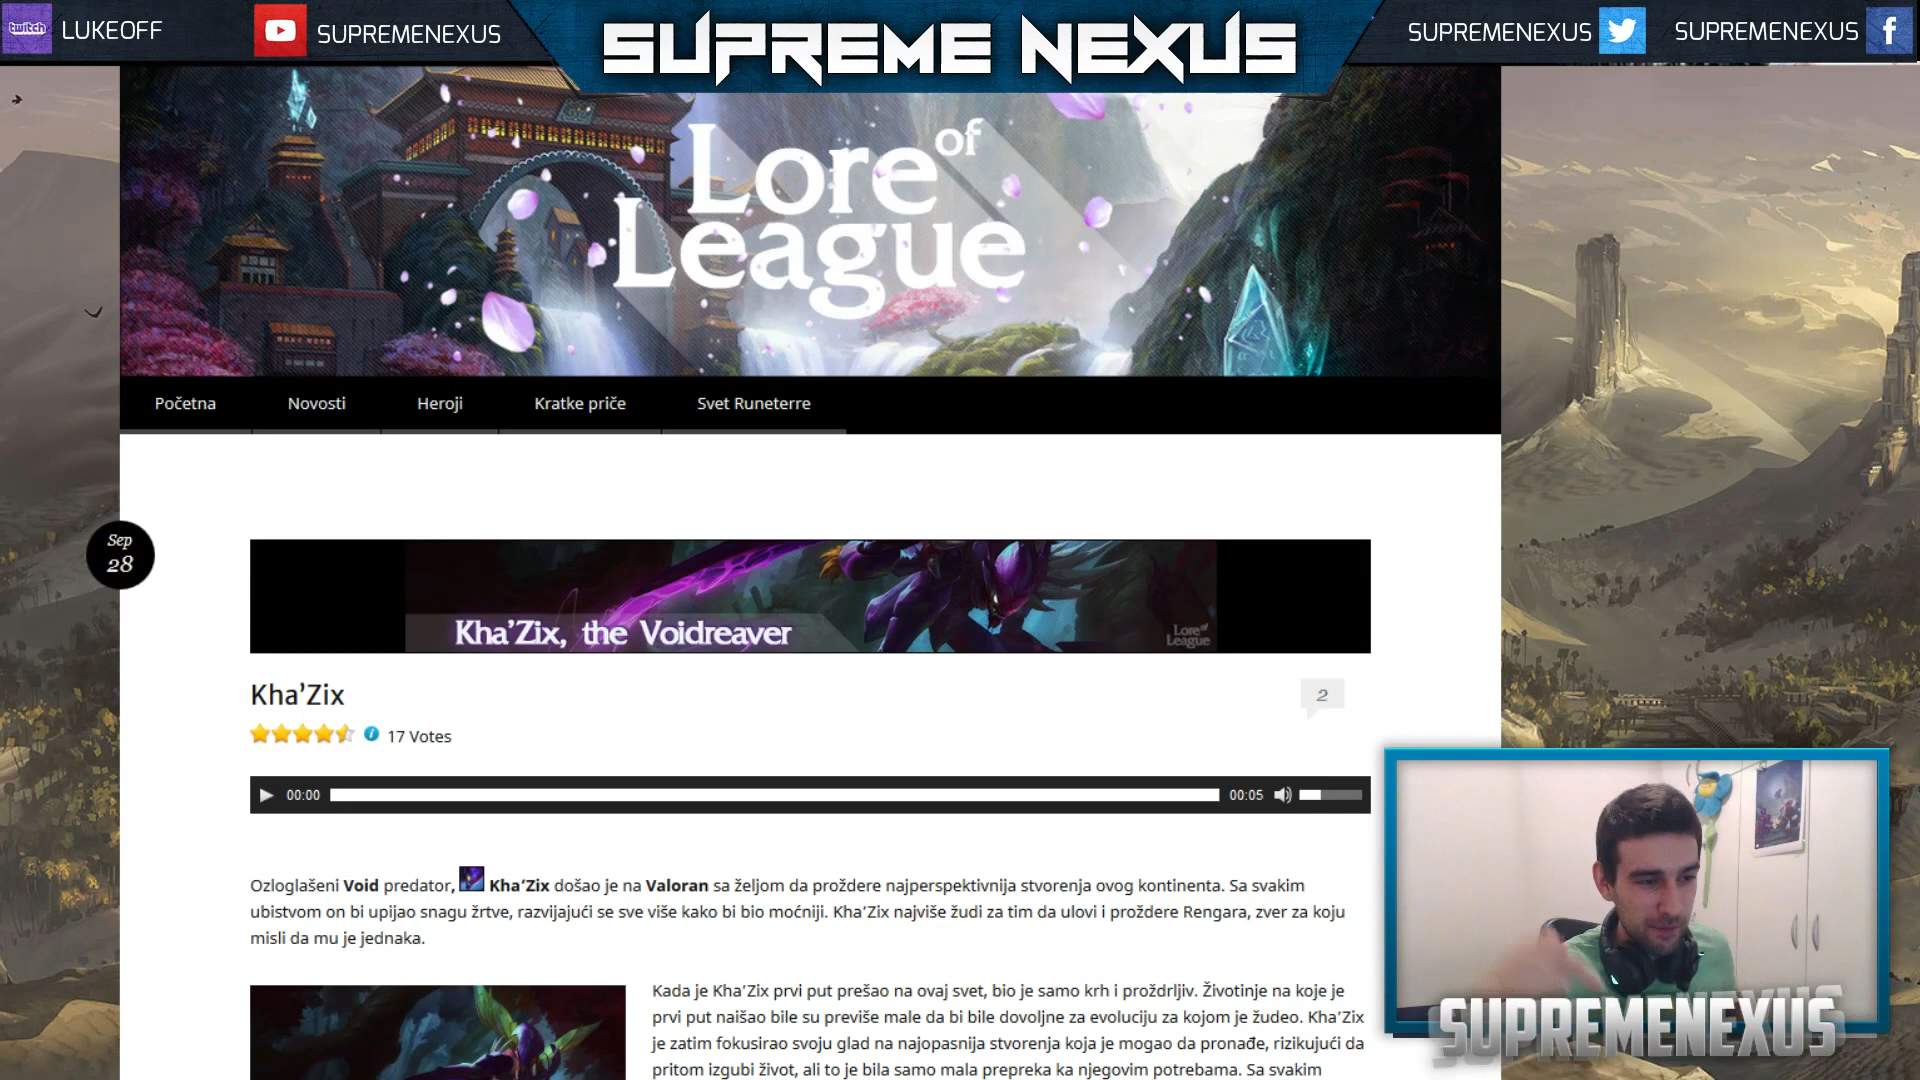 twitch LUKEOFF
SUPREMENEXUS
SUPREME NEXUS
SUPREMENEXUS
SUPREMENEXUS
Lore of
League
Početna
Novosti
Heroji
Kratke priče
Svet Runeterre
Sep
28
Kha'Zix, the Voidreaver
Lore of
League
Kha’Zix
2
17 Votes
00:00
00:05
Ozloglašeni Void predator, Kha’Zix došao je na Valoran sa željom da proždere najperspektivnija stvorenja ovog kontinenta. Sa svakim
ubistvom on bi upijao snagu žrtve, razvijajući se sve više kako bi bio moćniji. Kha’Zix najviše žudi za tim da ulovi i proždere Rengara, zver za koju
misli da mu je jednaka.
Kada je Kha’Zix prvi put prešao na ovaj svet, bio je samo krh i proždrljiv. Životinje na koje je
prvi put naišao bile su previše male da bi bile dovoljne za evoluciju za kojom je žudeo. Kha’Zix
je zatim fokusirao svoju glad na najopasnija stvorenja koja je mogao da pronađe, rizikujući da
pritom izgubi život, ali to je bila samo mala prepreka ka njegovim potrebama. Sa svakim
SUPREMENEXUS